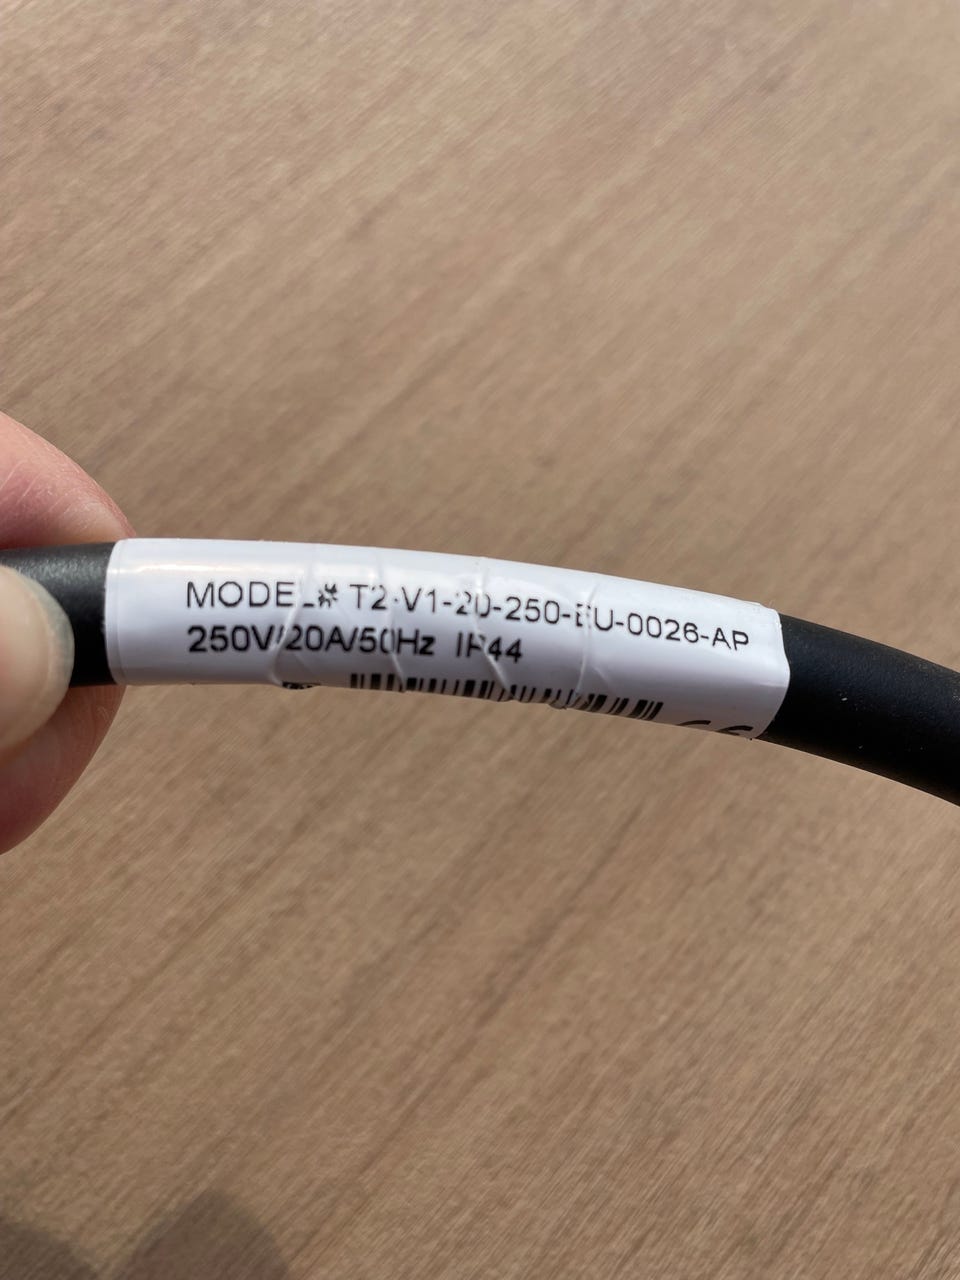 MODEL# T2-V1-20-250-EU-0026-AP
250V/20A/50Hz IP44